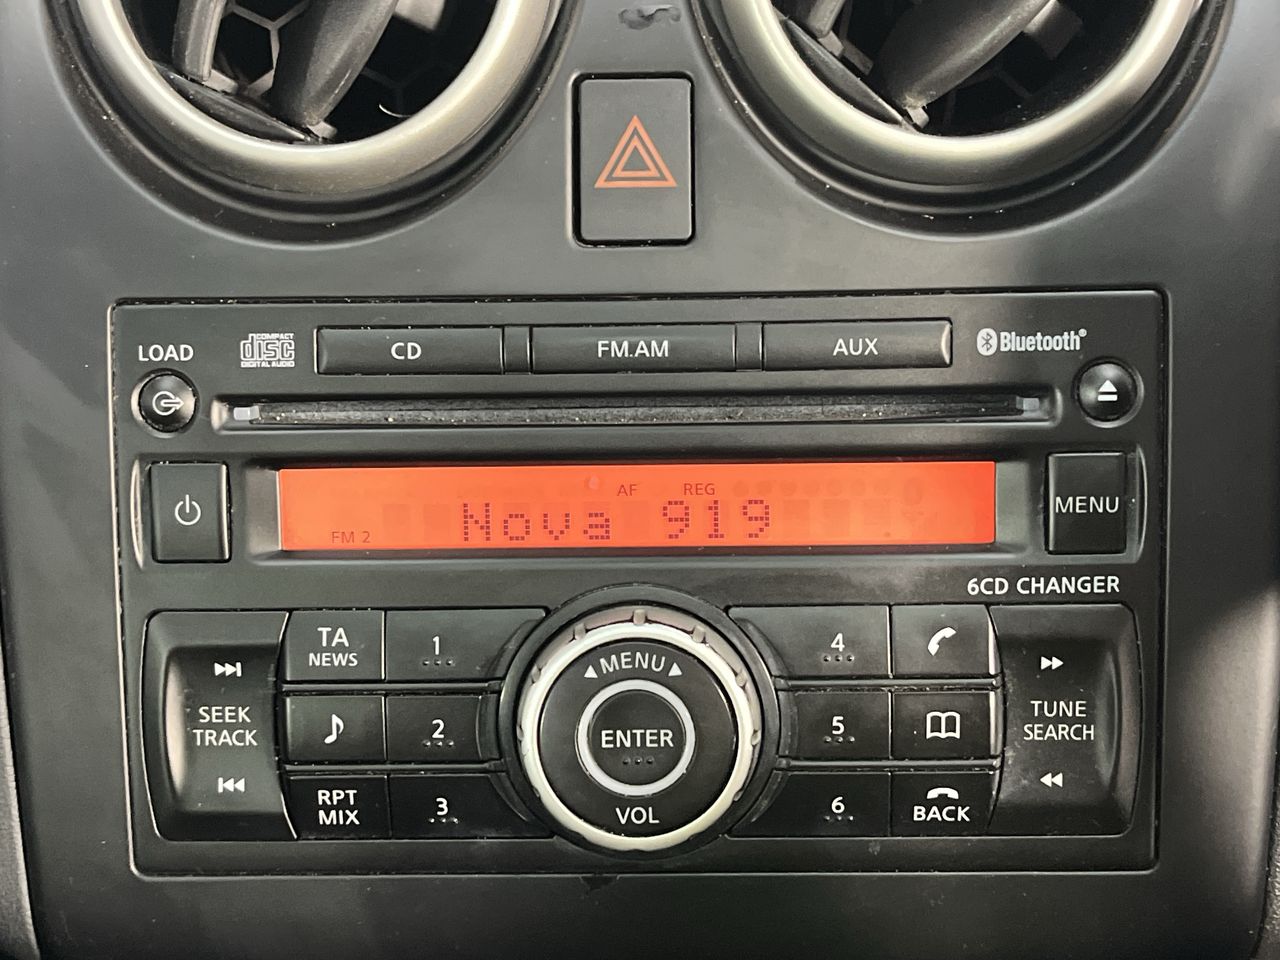 LOAD
COMPACT
disc
DIGITAL AUDIO
CD
FM.AM
AUX
Bluetooth®
AF REG
FM 2 Nova 919
MENU
6CD CHANGER
SEEK
TRACK
TA
NEWS
1
2
RPT
MIX
3
MENU
ENTER
VOL
4
5
6
BACK
TUNE
SEARCH